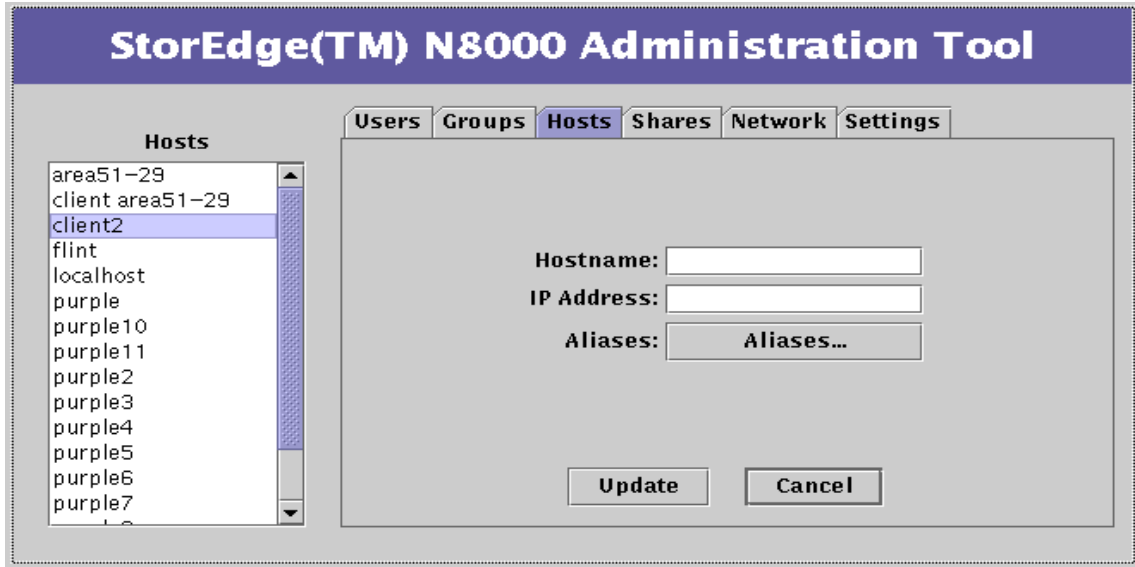 StorEdge(TM) N8000 Administration Tool
Hosts
area51-29
client area51-29
client2
flint
localhost
purple
purple10
purple11
purple2
purple3
purple4
purple5
purple6
purple7
Users Groups Hosts Shares Network Settings
Hostname:
IP Address:
Aliases: Aliases...
Update Cancel